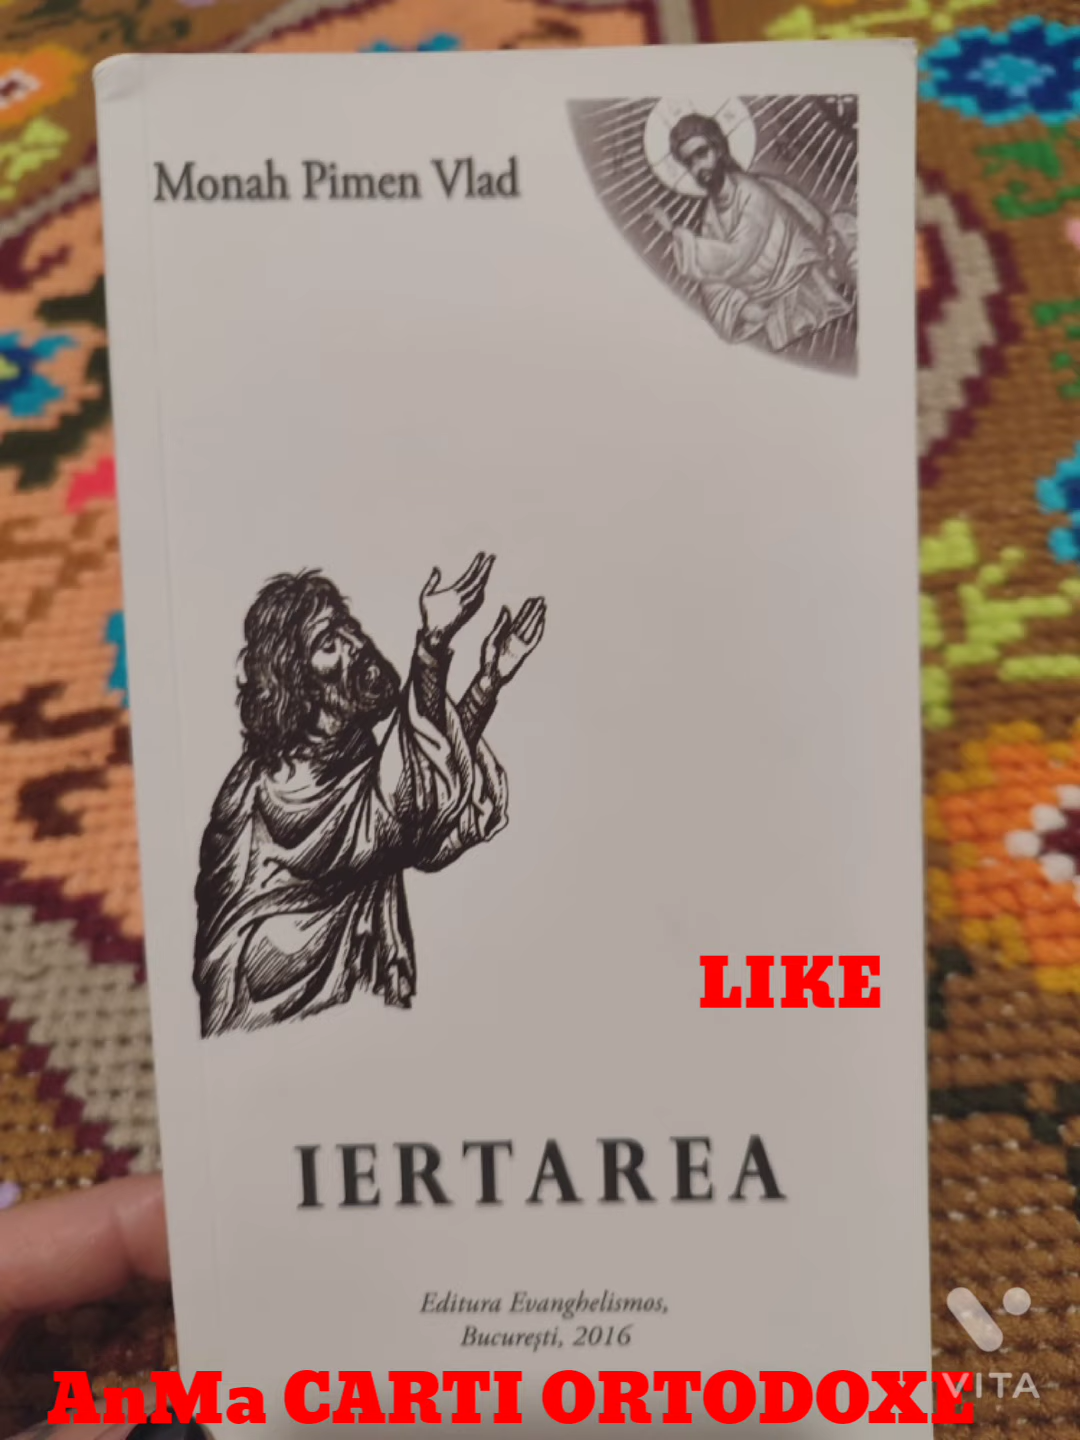 Monah Pimen Vlad
LIKE
IERTAREA
Editura Evanghelismos,
București, 2016
AnMa CARTI ORTODOXE
VITA